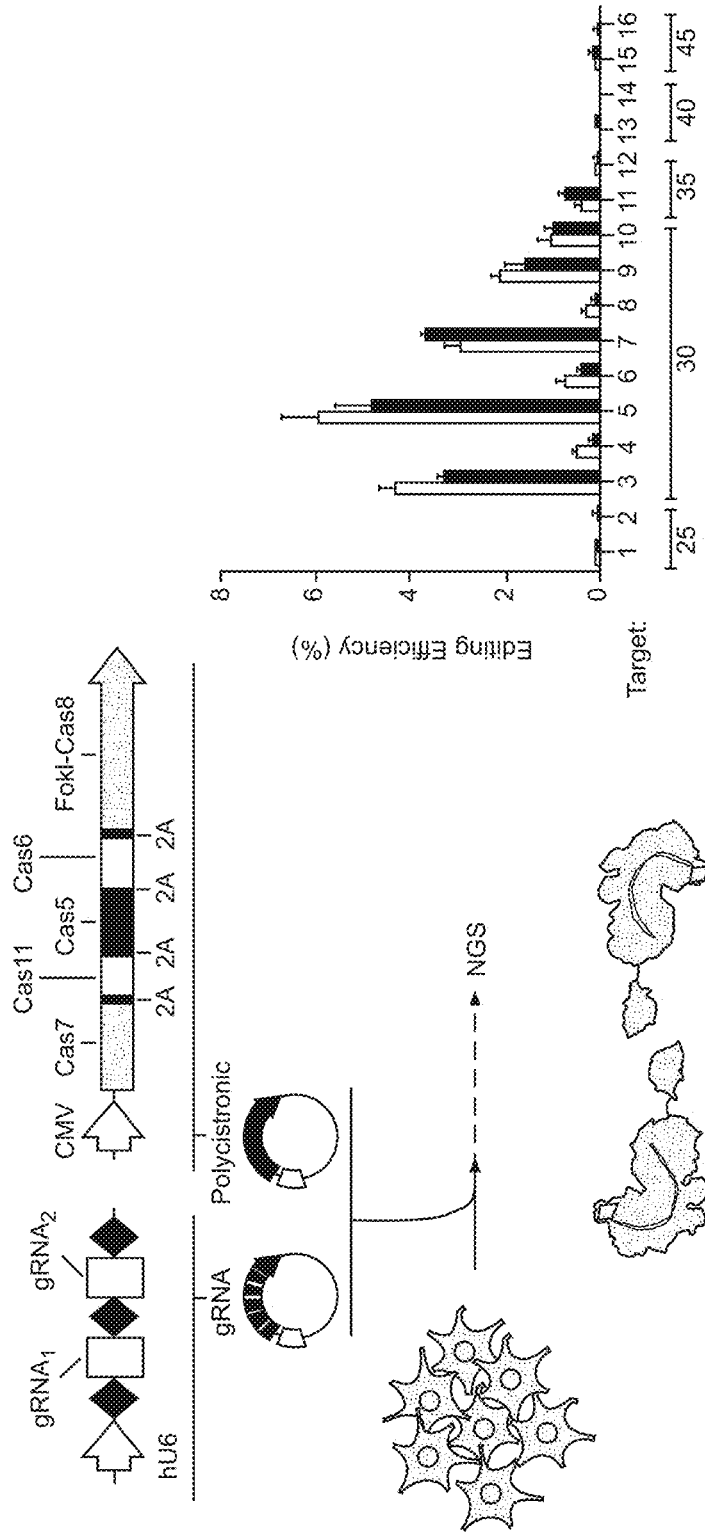 hU6
gRNA1
gRNA2
CMV
Cas7
Cas11
Cas5
Cas6
FokI-Cas8
2A
2A
2A
2A
gRNA
Polycistronic
NGS
Editing Efficiency (%)
8
6
4
2
0
Target:
1 2 3 4 5 6 7 8 9 10 11 12 13 14 15 16
25 30 35 40 45